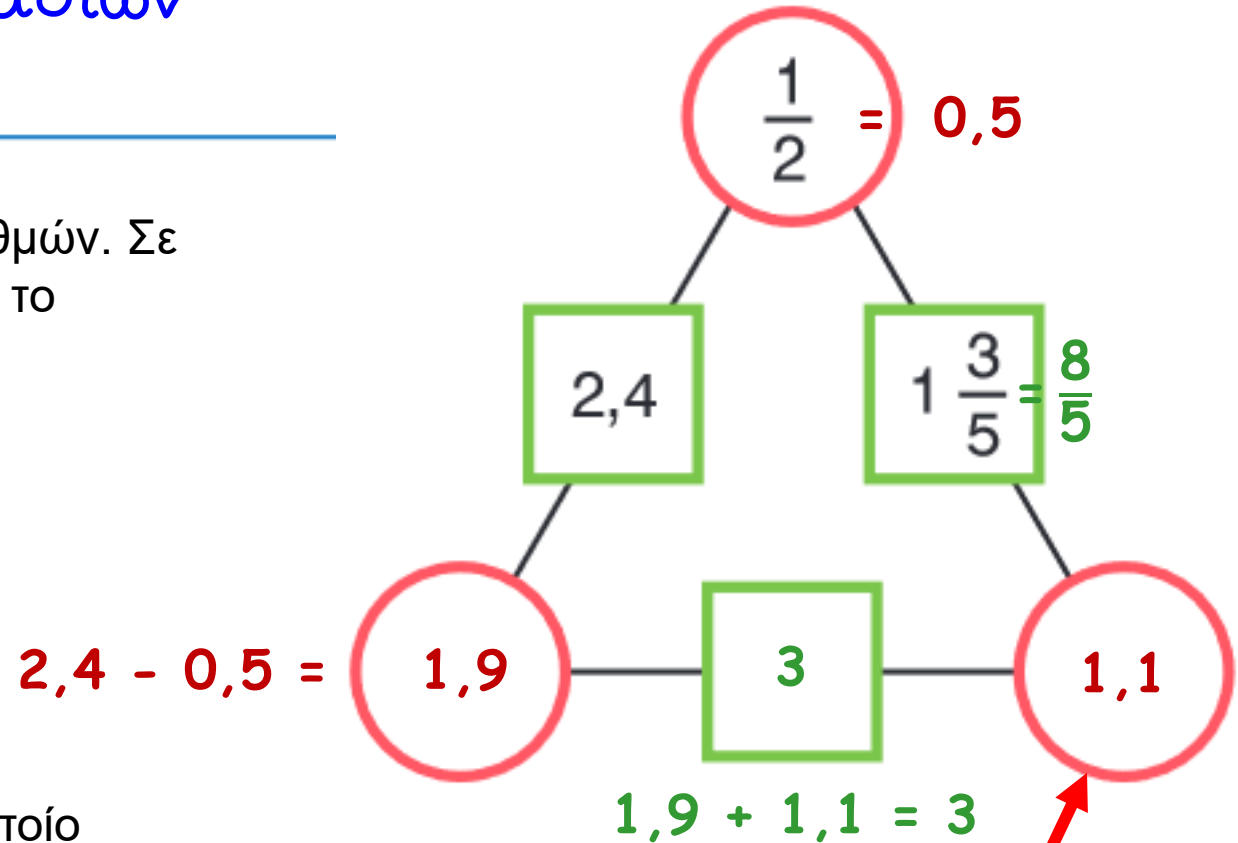 1/2 = 0,5
θμών. Σε
το
2,4
1 3/5 = 8/5
2,4 - 0,5 = 1,9
3
1,1
1,9 + 1,1 = 3